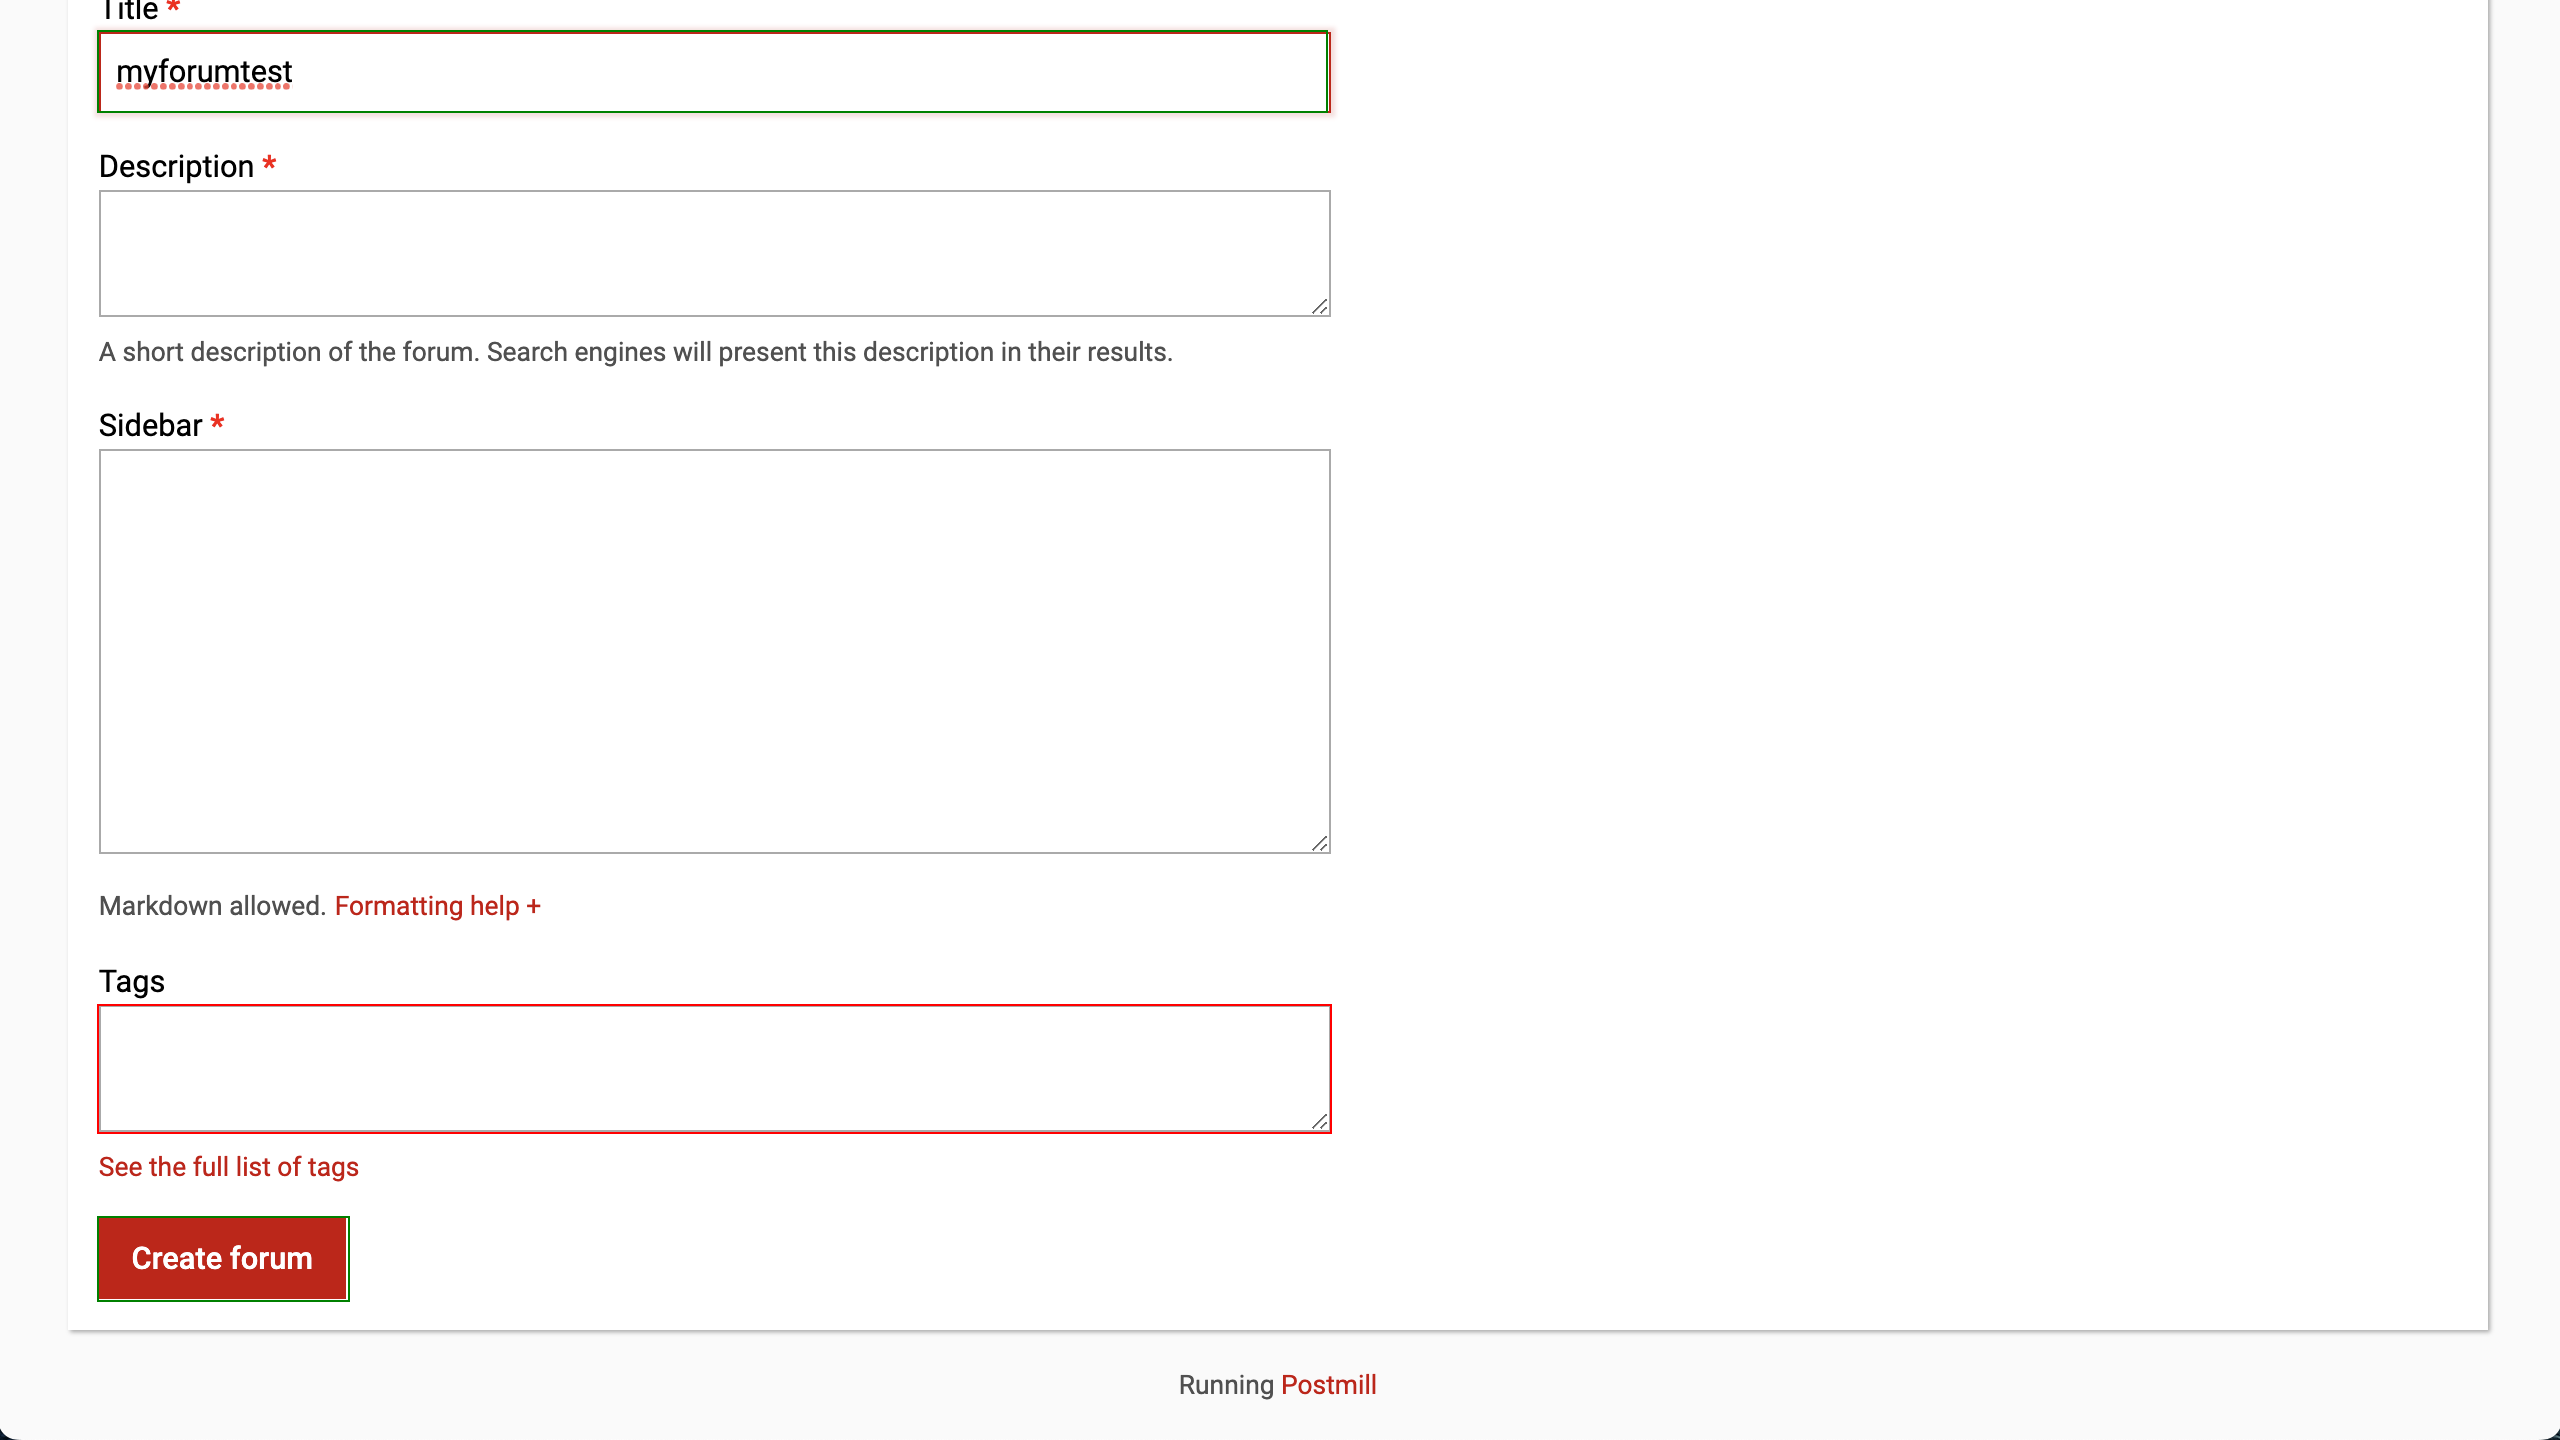 Title *
myforumtest
Description *
A short description of the forum. Search engines will present this description in their results.
Sidebar *
Markdown allowed. Formatting help +
Tags
See the full list of tags
Create forum
Running Postmill